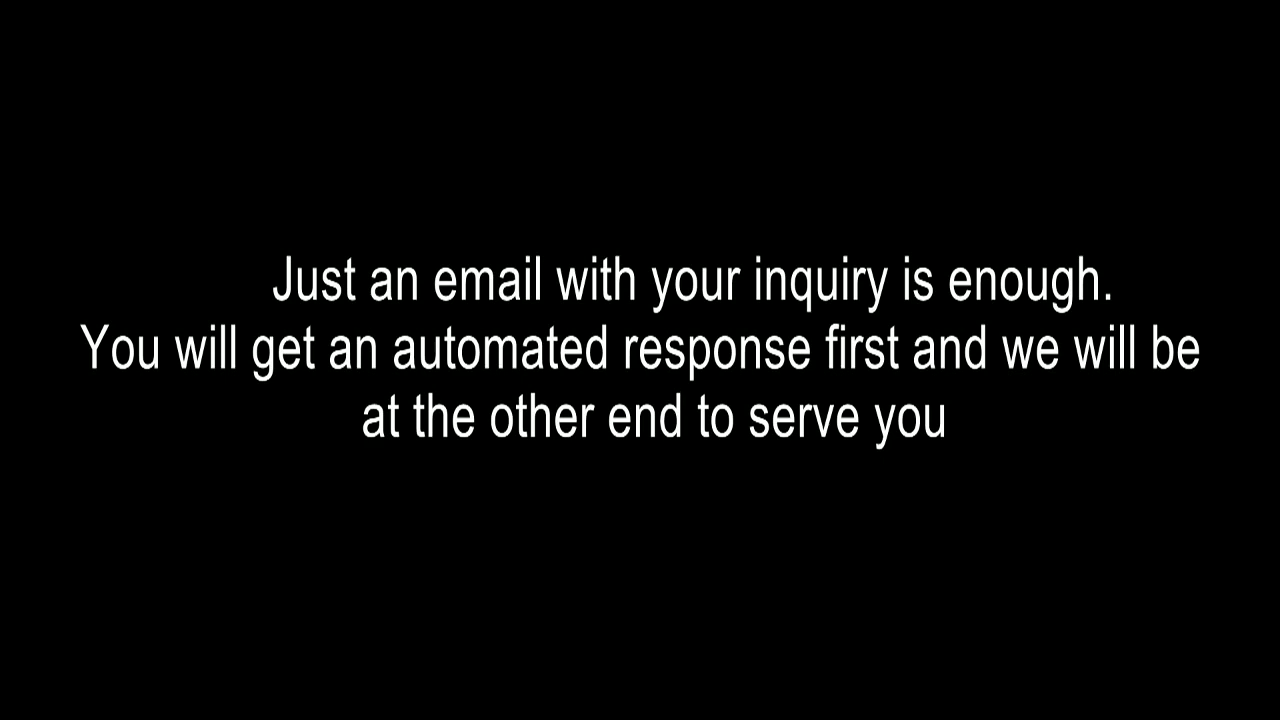 Just an email with your inquiry is enough.
You will get an automated response first and we will be
at the other end to serve you